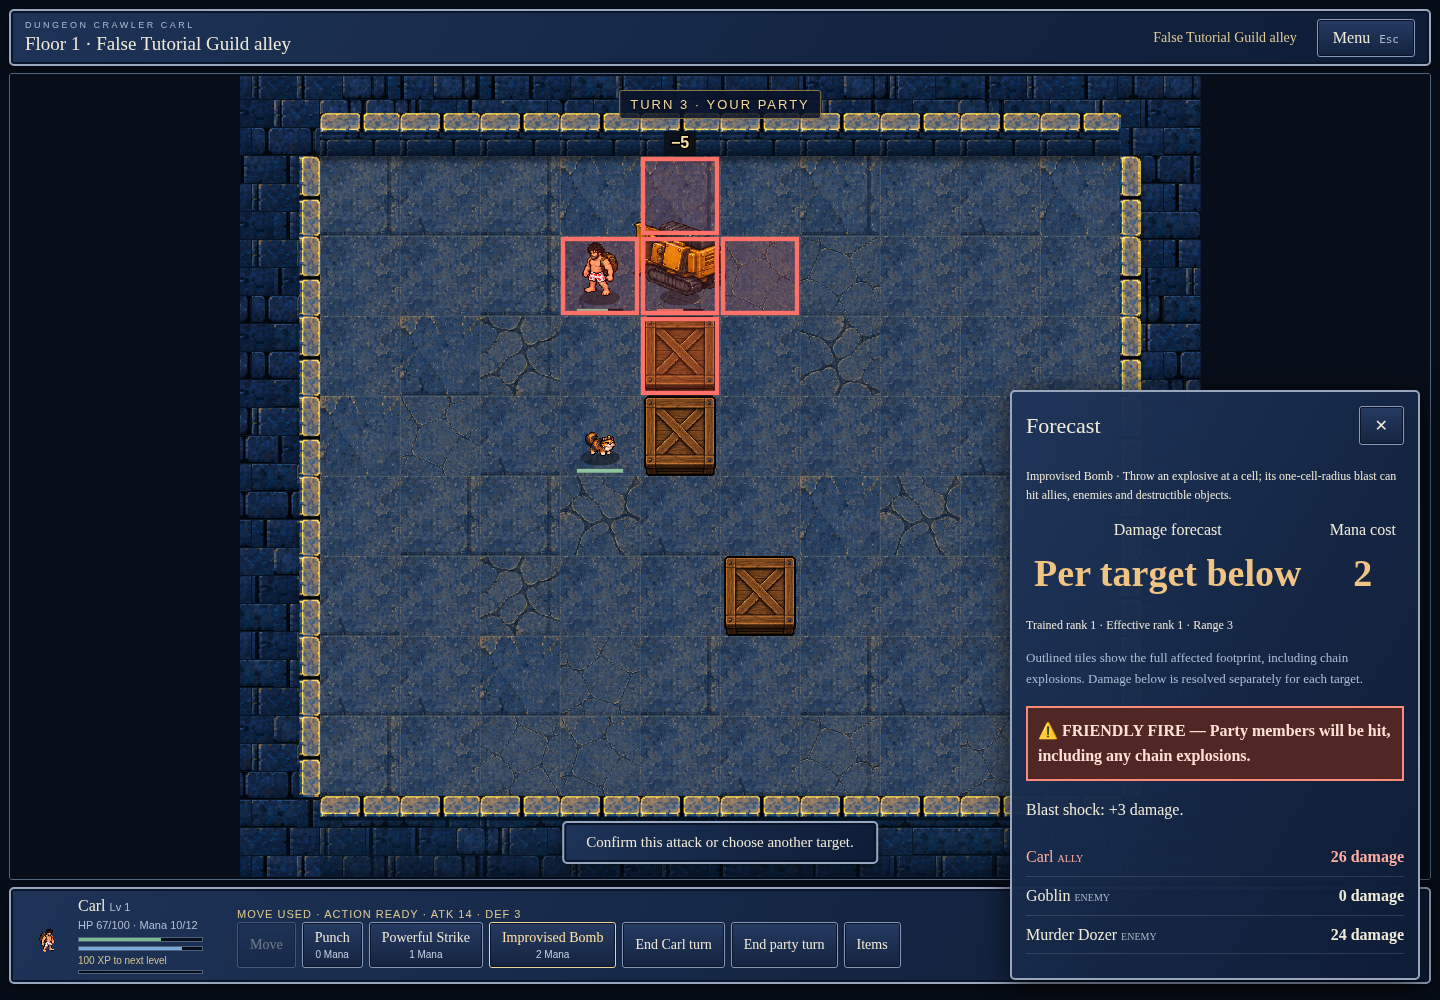 DUNGEON CRAWLER CARL
Floor 1 · False Tutorial Guild alley
False Tutorial Guild alley
Menu Esc
TURN 3 · YOUR PARTY
−5
Forecast
✕
Improvised Bomb · Throw an explosive at a cell; its one-cell-radius blast can
hit allies, enemies and destructible objects.
Damage forecast
Mana cost
Per target below
2
Trained rank 1 · Effective rank 1 · Range 3
Outlined tiles show the full affected footprint, including chain
explosions. Damage below is resolved separately for each target.
⚠️ FRIENDLY FIRE — Party members will be hit,
including any chain explosions.
Blast shock: +3 damage.
Carl ALLY 26 damage
Goblin ENEMY 0 damage
Murder Dozer ENEMY 24 damage
Confirm this attack or choose another target.
Carl Lv 1
HP 67/100 · Mana 10/12
100 XP to next level
MOVE USED · ACTION READY · ATK 14 · DEF 3
Move
Punch
0 Mana
Powerful Strike
1 Mana
Improvised Bomb
2 Mana
End Carl turn
End party turn
Items